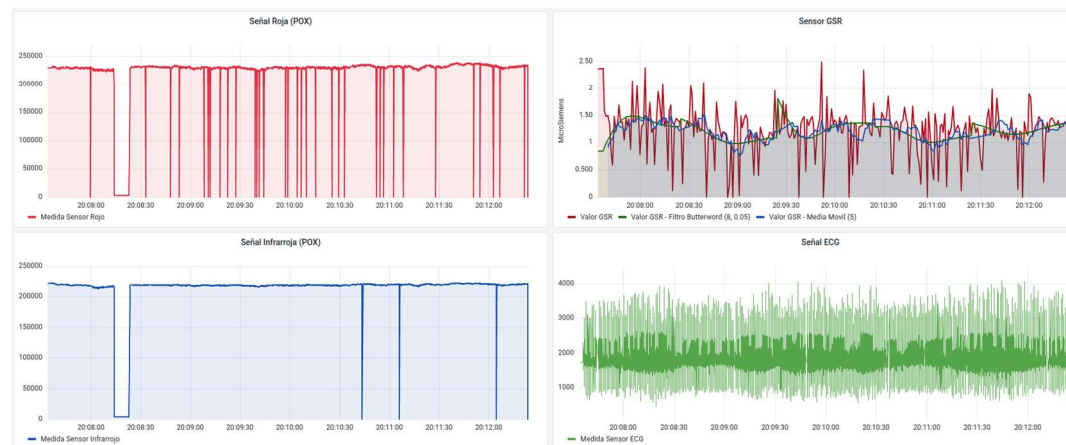 Señal Roja (POX)
250000
200000
150000
100000
50000
0
20:08:00 20:08:30 20:09:00 20:09:30 20:10:00 20:10:30 20:11:00 20:11:30 20:12:00
Medida Sensor Rojo
Sensor GSR
MicroSiemens
2.50
2
1.50
1
0.500
0
20:08:00 20:08:30 20:09:00 20:09:30 20:10:00 20:10:30 20:11:00 20:11:30 20:12:00
Valor GSR Valor GSR - Filtro Butterword (8, 0.05) Valor GSR - Media Movil (5)
Señal Infrarroja (POX)
250000
200000
150000
100000
50000
0
20:08:00 20:08:30 20:09:00 20:09:30 20:10:00 20:10:30 20:11:00 20:11:30 20:12:00
Medida Sensor Infrarrojo
Señal ECG
4000
3000
2000
1000
20:08:00 20:08:30 20:09:00 20:09:30 20:10:00 20:10:30 20:11:00 20:11:30 20:12:00
Medida Sensor ECG